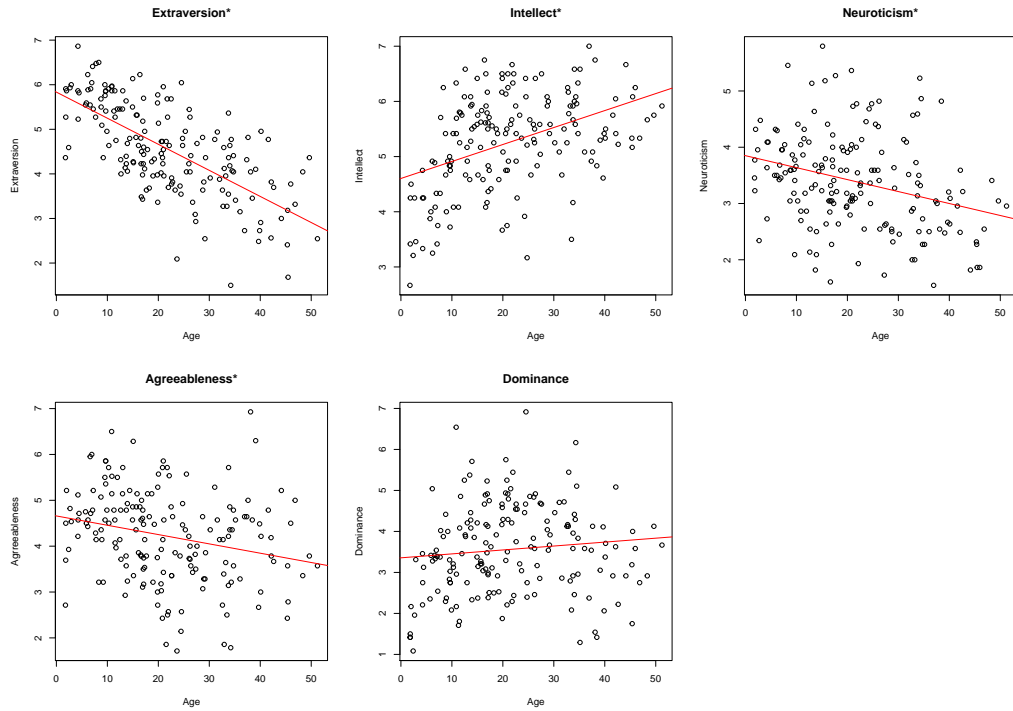 Extraversion*
Intellect*
Neuroticism*
Extraversion
7
6
5
4
3
2
0 10 20 30 40 50
Age
Intellect
7
6
5
4
3
0 10 20 30 40 50
Age
Neuroticism
5
4
3
2
0 10 20 30 40 50
Age
Agreeableness*
Dominance
Agrreeableness
7
6
5
4
3
2
0 10 20 30 40 50
Age
Dominance
7
6
5
4
3
2
1
0 10 20 30 40 50
Age